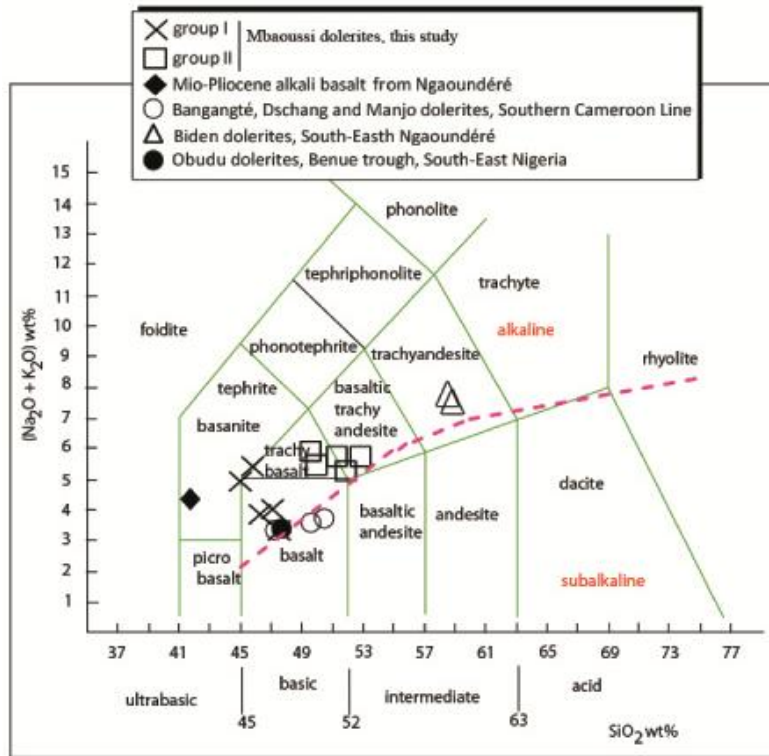 group I
Mbaoussi dolerites, this study
group II
Mio-Pliocene alkali basalt from Ngaoundéré
Bangangté, Dschang and Manjo dolerites, Southern Cameroon Line
Biden dolerites, South-Easth Ngaoundéré
Obudu dolerites, Benue trough, South-East Nigeria
15
14
13
12
11
10
9
8
7
6
5
4
3
2
1
(Na2O + K2O) wt%
phonolite
tephriphonolite
trachyte
foidite
alkaline
phonotephrite
trachyandesite
rhyolite
tephrite
basaltic
trachy
andesite
basanite
trachy
basalt
dacite
basaltic
andesite
andesite
basalt
picro
basalt
subalkaline
37 41 45 49 53 57 61 65 69 73 77
ultrabasic
basic
intermediate
acid
45
52
63
SiO2 wt%